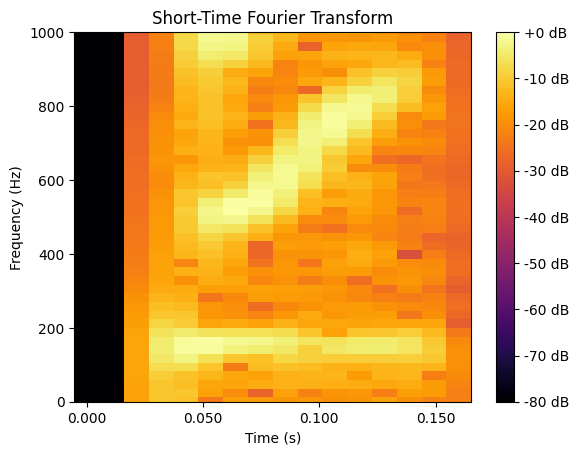 Short-Time Fourier Transform
Frequency (Hz)
1000
800
600
400
200
0
0.000
0.050
0.100
0.150
Time (s)
+0 dB
-10 dB
-20 dB
-30 dB
-40 dB
-50 dB
-60 dB
-70 dB
-80 dB